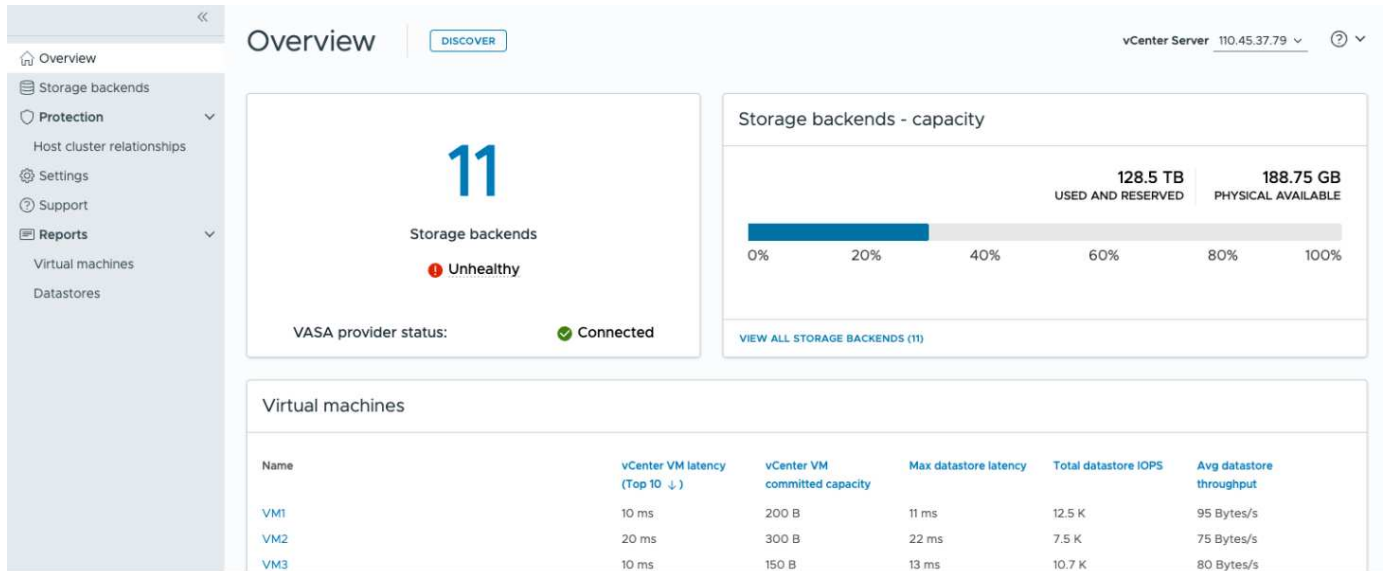 «
Overview
Storage backends
Protection
Host cluster relationships
Settings
Support
Reports
Virtual machines
Datastores
Overview
DISCOVER
vCenter Server 110.45.37.79
11
Storage backends
Unhealthy
VASA provider status: Connected
Storage backends - capacity
128.5 TB 188.75 GB
USED AND RESERVED PHYSICAL AVAILABLE
0% 20% 40% 60% 80% 100%
VIEW ALL STORAGE BACKENDS (11)
Virtual machines
Name vCenter VM latency vCenter VM Max datastore latency Total datastore IOPS Avg datastore
(Top 10 ↓) committed capacity throughput
VM1 10 ms 200 B 11 ms 12.5 K 95 Bytes/s
VM2 20 ms 300 B 22 ms 7.5 K 75 Bytes/s
VM3 10 ms 150 B 13 ms 10.7 K 80 Bytes/s